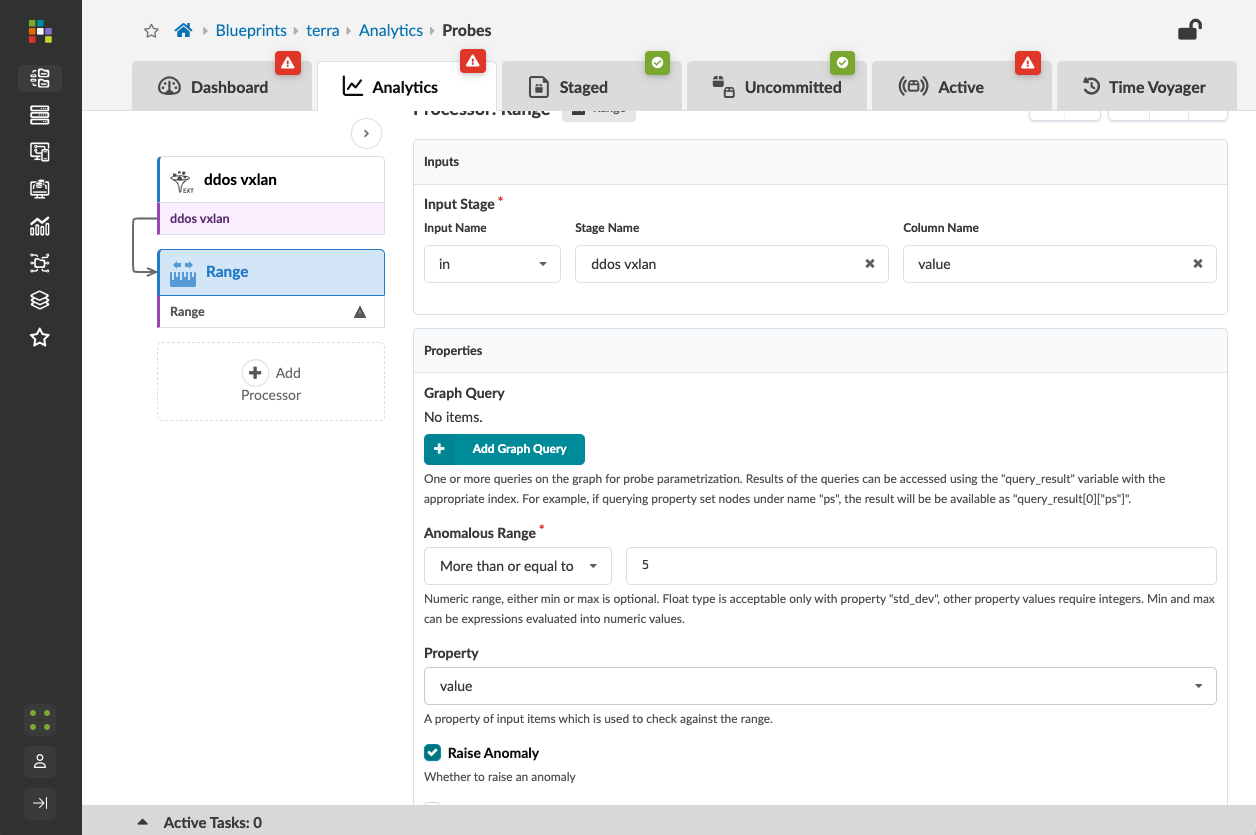 Blueprints
terra
Analytics
Probes
Dashboard
Analytics
Staged
Uncommitted
Active
Time Voyager
Processor: Range
Range
EXT
ddos vxlan
ddos vxlan
Range
Range
Add
Processor
Inputs
Input Stage *
Input Name
Stage Name
Column Name
in
ddos vxlan
value
Properties
Graph Query
No items.
Add Graph Query
One or more queries on the graph for probe parametrization. Results of the queries can be accessed using the "query_result" variable with the
appropriate index. For example, if querying property set nodes under name "ps", the result will be be available as "query_result[0]["ps"]".
Anomalous Range *
More than or equal to
5
Numeric range, either min or max is optional. Float type is acceptable only with property "std_dev", other property values require integers. Min and max
can be expressions evaluated into numeric values.
Property
value
A property of input items which is used to check against the range.
Raise Anomaly
Whether to raise an anomaly
Active Tasks: 0